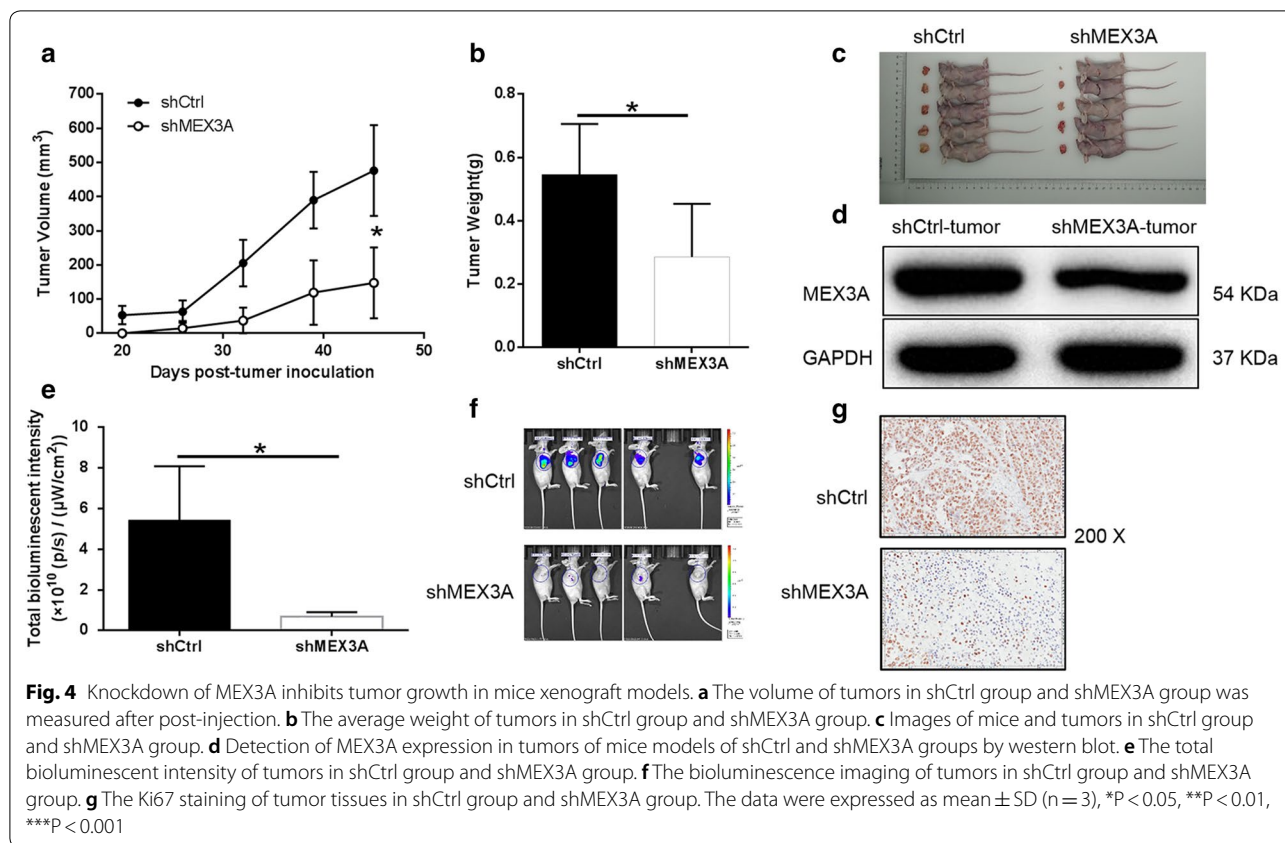 a
shCtrl
shMEX3A
Tumer Volume (mm³)
700
600
500
400
300
200
100
0
*
20 30 40 50
Days post-tumer inoculation
b
Tumer Weight(g)
0.8
0.6
0.4
0.2
0.0
*
shCtrl shMEX3A
c
shCtrl shMEX3A
d
shCtrl-tumor shMEX3A-tumor
MEX3A 54 KDa
GAPDH 37 KDa
e
Total bioluminescent intensity
(×10¹⁰ (p/s) / (µW/cm²))
10
8
6
4
2
0
*
shCtrl shMEX3A
f
shCtrl
shMEX3A
g
shCtrl
200 X
shMEX3A
Fig. 4 Knockdown of MEX3A inhibits tumor growth in mice xenograft models. a The volume of tumors in shCtrl group and shMEX3A group was
measured after post-injection. b The average weight of tumors in shCtrl group and shMEX3A group. c Images of mice and tumors in shCtrl group
and shMEX3A group. d Detection of MEX3A expression in tumors of mice models of shCtrl and shMEX3A groups by western blot. e The total
bioluminescent intensity of tumors in shCtrl group and shMEX3A group. f The bioluminescence imaging of tumors in shCtrl group and shMEX3A
group. g The Ki67 staining of tumor tissues in shCtrl group and shMEX3A group. The data were expressed as mean ± SD (n = 3), *P < 0.05, **P < 0.01,
***P < 0.001